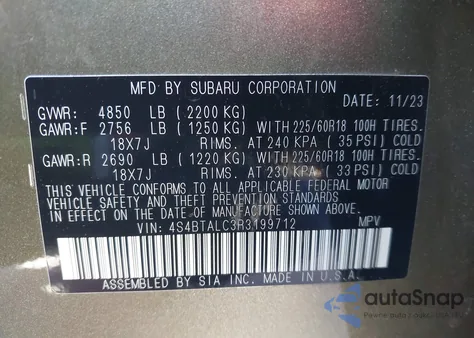 MFD BY SUBARU CORPORATION
DATE: 11/23
GVWR: 4850 LB (2200 KG)
GAWR:F 2756 LB (1250 KG) WITH 225/60R18 100H TIRES.
18X7J RIMS. AT 240 KPA (35 PSI) COLD
GAWR:R 2690 LB (1220 KG) WITH 225/60R18 100H TIRES.
18X7J RIMS. AT 230 KPA (33 PSI) COLD
THIS VEHICLE CONFORMS TO ALL APPLICABLE FEDERAL MOTOR
VEHICLE SAFETY AND THEFT PREVENTION STANDARDS IN
EFFECT ON THE DATE OF MANUFACTURE SHOWN ABOVE.
VIN: 4S4BTALC3R3199712 MPV
ASSEMBLED BY SIA INC. MADE IN U.S.A.
autoSnap
Powered by AutoBidMaster